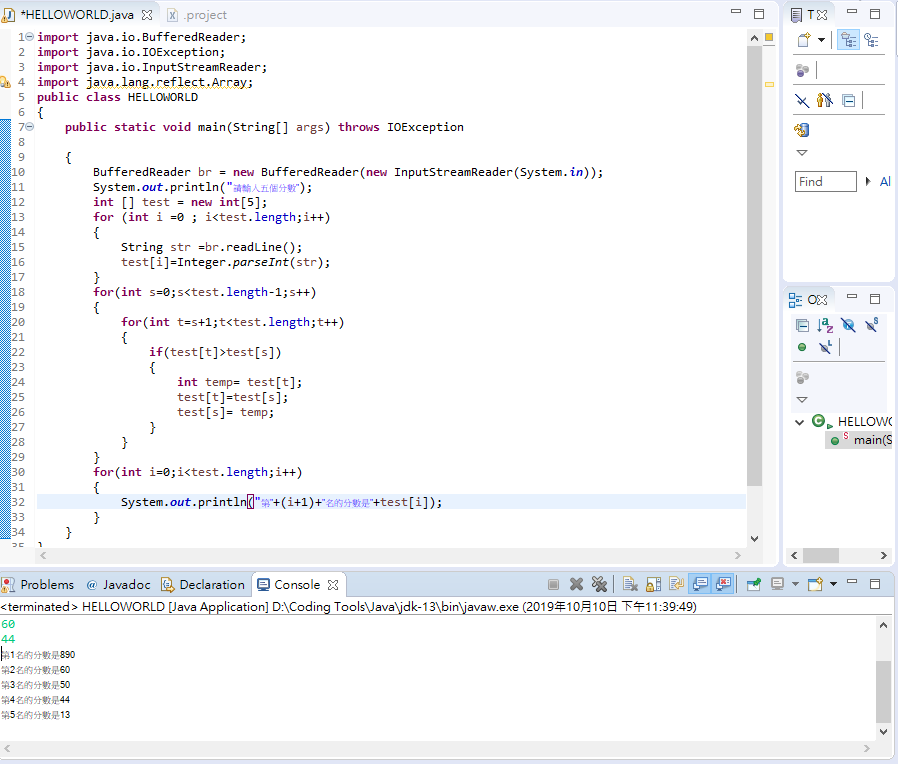 *HELLOWORLD.java
.project
1 import java.io.BufferedReader;
2 import java.io.IOException;
3 import java.io.InputStreamReader;
4 import java.lang.reflect.Array;
5 public class HELLOWORLD
6 {
7 public static void main(String[] args) throws IOException
8
9 {
10 BufferedReader br = new BufferedReader(new InputStreamReader(System.in));
11 System.out.println("請輸入五個分數");
12 int [] test = new int[5];
13 for (int i =0 ; i<test.length;i++)
14 {
15 String str =br.readLine();
16 test[i]=Integer.parseInt(str);
17 }
18 for(int s=0;s<test.length-1;s++)
19 {
20 for(int t=s+1;t<test.length;t++)
21 {
22 if(test[t]>test[s])
23 {
24 int temp= test[t];
25 test[t]=test[s];
26 test[s]= temp;
27 }
28 }
29 }
30 for(int i=0;i<test.length;i++)
31 {
32 System.out.println("第"+(i+1)+"名的分數是"+test[i]);
33 }
34 }
35 }
T
Find
Al
O
HELLOWO
main(S
Problems
@ Javadoc
Declaration
Console
<terminated> HELLOWORLD [Java Application] D:\Coding Tools\Java\jdk-13\bin\javaw.exe (2019年10月10日 下午11:39:49)
60
44
第1名的分數是890
第2名的分數是60
第3名的分數是50
第4名的分數是44
第5名的分數是13